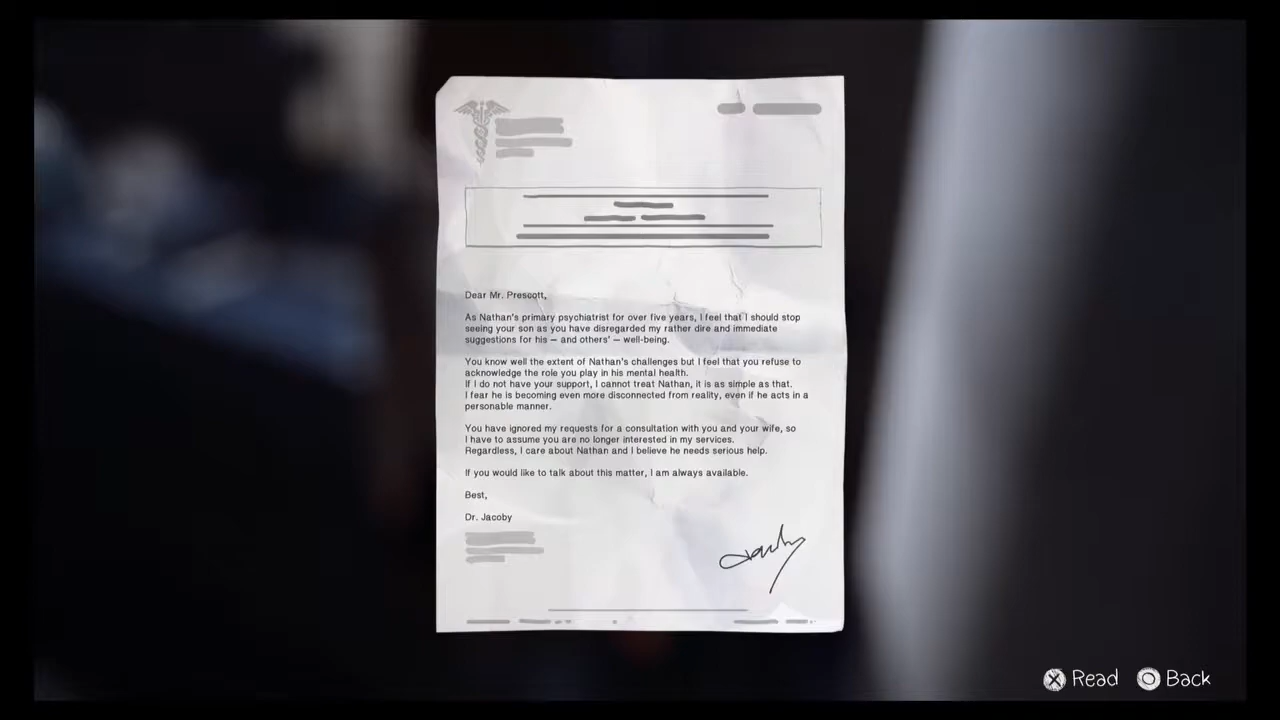 Dear Mr. Prescott,
As Nathan's primary psychiatrist for over five years, I feel that I should stop
seeing your son as you have disregarded my rather dire and immediate
suggestions for his — and others' — well-being.
You know well the extent of Nathan's challenges but I feel that you refuse to
acknowledge the role you play in his mental health.
If I do not have your support, I cannot treat Nathan, it is as simple as that.
I fear he is becoming even more disconnected from reality, even if he acts in a
personable manner.
You have ignored my requests for a consultation with you and your wife, so
I have to assume you are no longer interested in my services.
Regardless, I care about Nathan and I believe he needs serious help.
If you would like to talk about this matter, I am always available.
Best,
Dr. Jacoby
Read Back